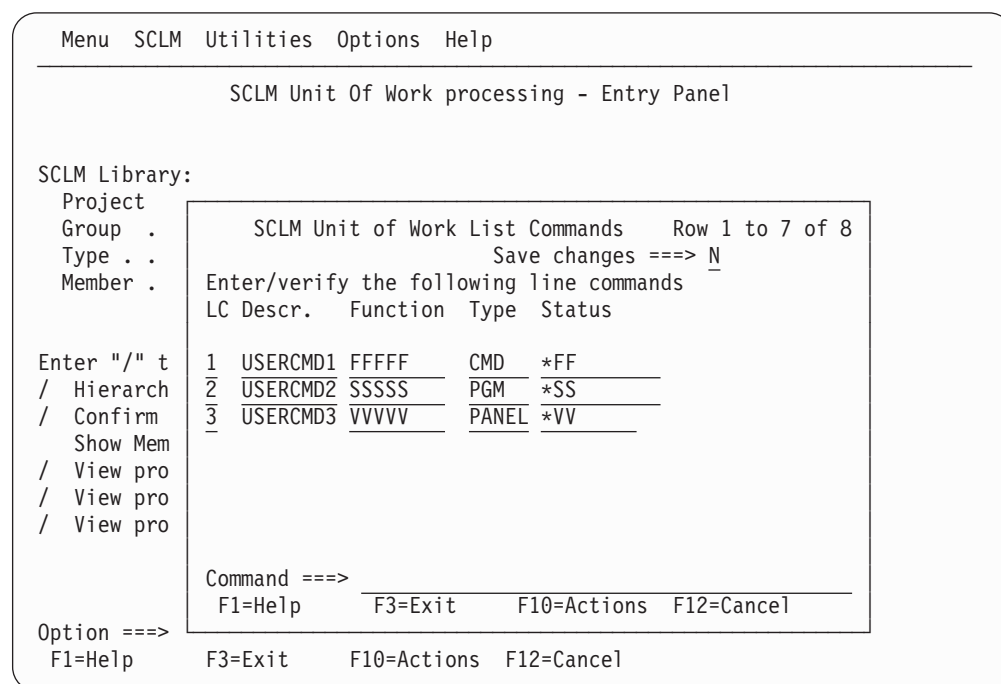 Menu SCLM Utilities Options Help
SCLM Unit Of Work processing - Entry Panel
SCLM Library:
Project
Group . SCLM Unit of Work List Commands Row 1 to 7 of 8
Type . . Save changes ===> N
Member . Enter/verify the following line commands
LC Descr. Function Type Status
Enter "/" t 1 USERCMD1 FFFFF CMD *FF
/ Hierarch 2 USERCMD2 SSSSS PGM *SS
/ Confirm 3 USERCMD3 VVVVV PANEL *VV
Show Mem
/ View pro
/ View pro
/ View pro
Command ===>
F1=Help F3=Exit F10=Actions F12=Cancel
Option ===>
F1=Help F3=Exit F10=Actions F12=Cancel